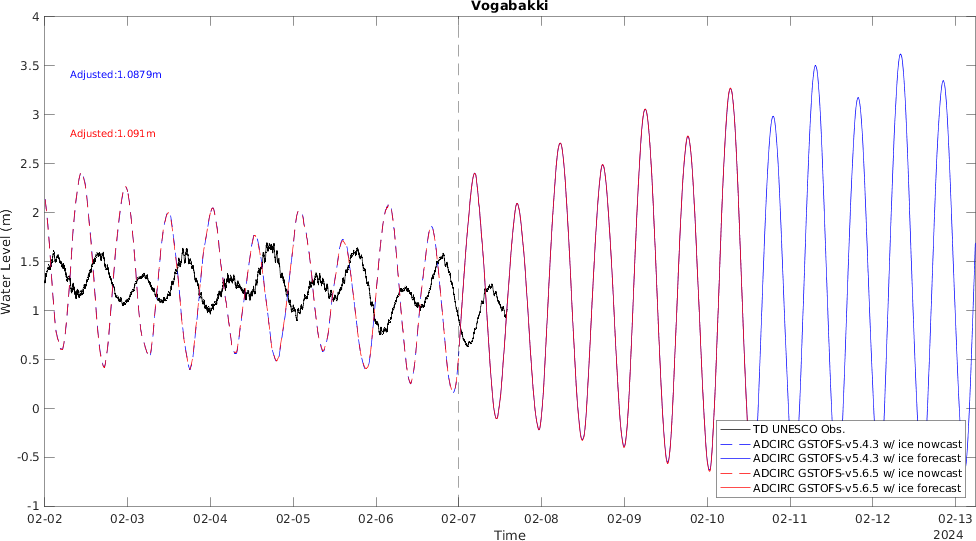 Vogabakki
4
3.5
3
2.5
2
1.5
1
0.5
0
-0.5
-1
Water Level (m)
Adjusted:1.0879m
Adjusted:1.091m
TD UNESCO Obs.
ADCIRC GSTOFS-v5.4.3 w/ ice nowcast
ADCIRC GSTOFS-v5.4.3 w/ ice forecast
ADCIRC GSTOFS-v5.6.5 w/ ice nowcast
ADCIRC GSTOFS-v5.6.5 w/ ice forecast
02-02 02-03 02-04 02-05 02-06 02-07 02-08 02-09 02-10 02-11 02-12 02-13
Time
2024